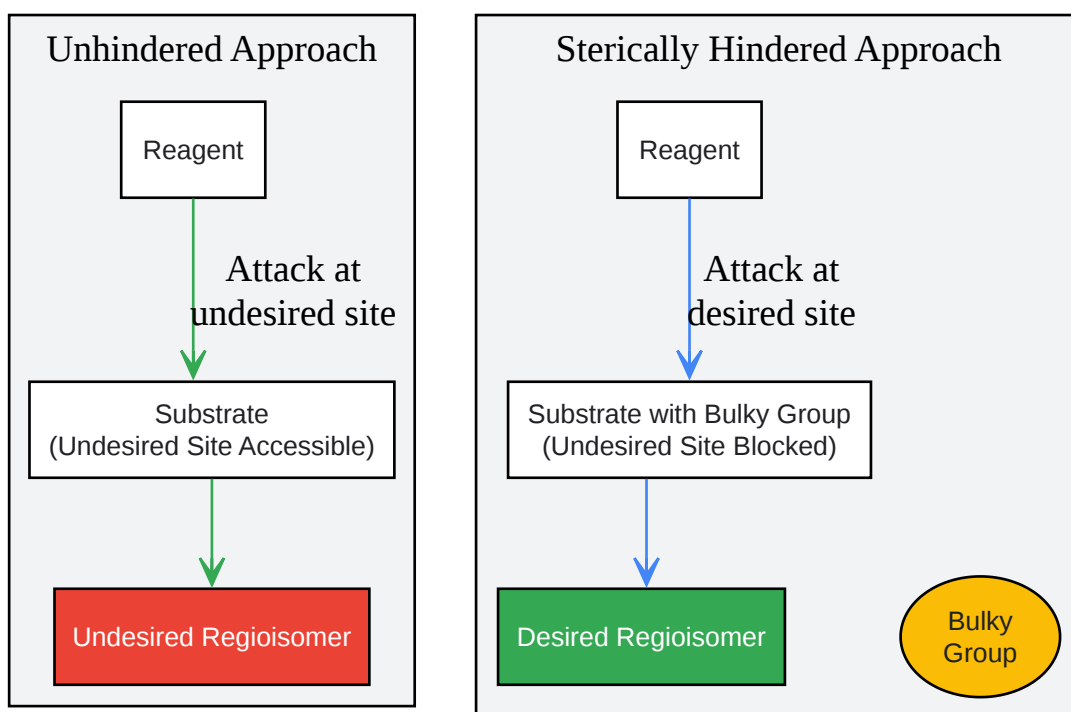 Unhindered Approach
Reagent
Attack at
undesired site
Substrate
(Undesired Site Accessible)
Undesired Regioisomer
Sterically Hindered Approach
Reagent
Attack at
desired site
Substrate with Bulky Group
(Undesired Site Blocked)
Desired Regioisomer
Bulky
Group